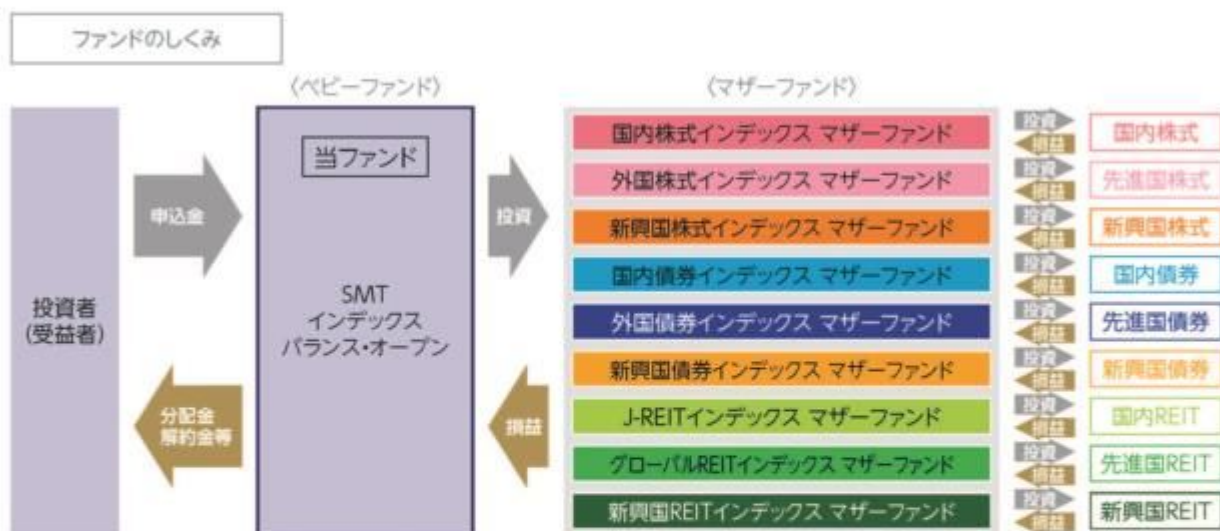 ファンドのしくみ
〈ベビーファンド〉
〈マザーファンド〉
投資者
(受益者)
申込金
分配金
解約金等
当ファンド
SMT
インデックス
バランス・オープン
投資
損益
国内株式インデックス マザーファンド
投資
損益
国内株式
外国株式インデックス マザーファンド
投資
損益
先進国株式
新興国株式インデックス マザーファンド
投資
損益
新興国株式
国内債券インデックス マザーファンド
投資
損益
国内債券
外国債券インデックス マザーファンド
投資
損益
先進国債券
新興国債券インデックス マザーファンド
投資
損益
新興国債券
J-REITインデックス マザーファンド
投資
損益
国内REIT
グローバルREITインデックス マザーファンド
投資
損益
先進国REIT
新興国REITインデックス マザーファンド
投資
損益
新興国REIT